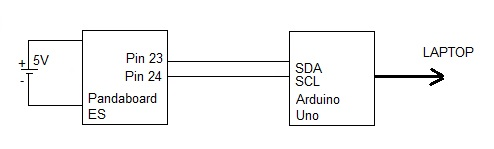 + 5V
-
Pin 23
Pin 24
Pandaboard
ES
SDA
SCL
Arduino
Uno
LAPTOP